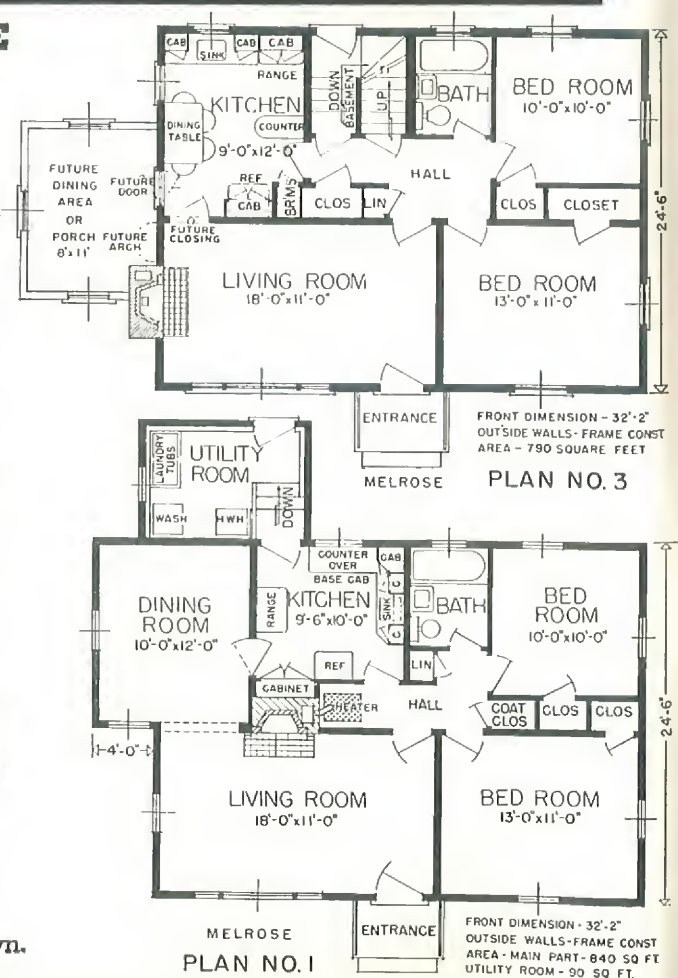 E
CAB
SINK
CAB
CAB
RANGE
KITCHEN
DINING
TABLE
COUNTER
9'-0"x12'-0"
REF
CAB
BRMS
DOWN
BASEMENT
UP
BATH
BED ROOM
10'-0"x10'-0"
HALL
CLOS
LIN
CLOS
CLOSET
FUTURE
DINING
AREA
OR
PORCH
8'x11'
FUTURE
DOOR
FUTURE
ARCH
FUTURE
CLOSING
LIVING ROOM
18'-0"x11'-0"
BED ROOM
13'-0"x11'-0"
24'-6"
ENTRANCE
MELROSE
FRONT DIMENSION - 32'-2"
OUTSIDE WALLS - FRAME CONST
AREA - 790 SQUARE FEET
PLAN NO. 3
LAUNDRY
TUBS
UTILITY
ROOM
WASH
HWH
DOWN
DINING
ROOM
10'-0"x12'-0"
COUNTER
OVER
BASE CAB
CAB
C
SINK
C
RANGE
KITCHEN
9'-6"x10'-0"
REF
CABINET
HEATER
BATH
LIN
HALL
BED
ROOM
10'-0"x10'-0"
COAT
CLOS
CLOS
CLOS
4'-0"
LIVING ROOM
18'-0"x11'-0"
BED ROOM
13'-0"x11'-0"
24'-6"
MELROSE
PLAN NO. 1
ENTRANCE
FRONT DIMENSION - 32'-2"
OUTSIDE WALLS - FRAME CONST
AREA - MAIN PART - 840 SQ FT
UTILITY ROOM - 90 SQ FT.